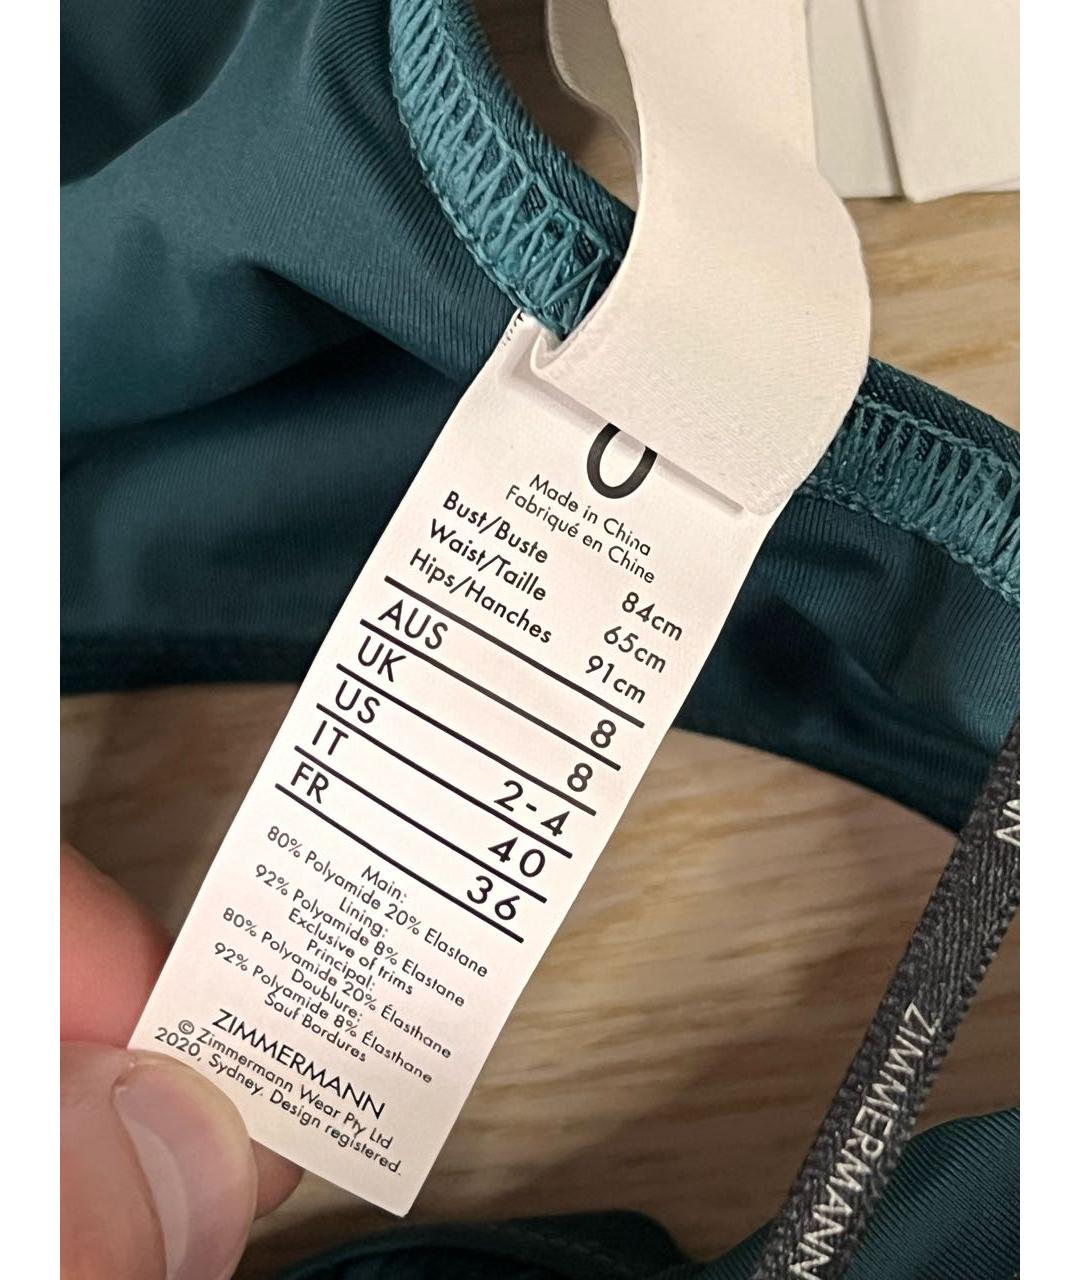 0
Made in China
Fabriqué en Chine
Bust/Buste 84cm
Waist/Taille 65cm
Hips/Hanches 91cm
AUS 8
UK 8
US 2-4
IT 40
FR 36
Main:
80% Polyamide 20% Elastane
Lining:
92% Polyamide 8% Elastane
Exclusive of trims
Principal:
80% Polyamide 20% Élasthane
Doublure:
92% Polyamide 8% Élasthane
Sauf Bordures
ZIMMERMANN
© Zimmermann Wear Pty Ltd
2020, Sydney. Design registered.
ZIMMERMANN